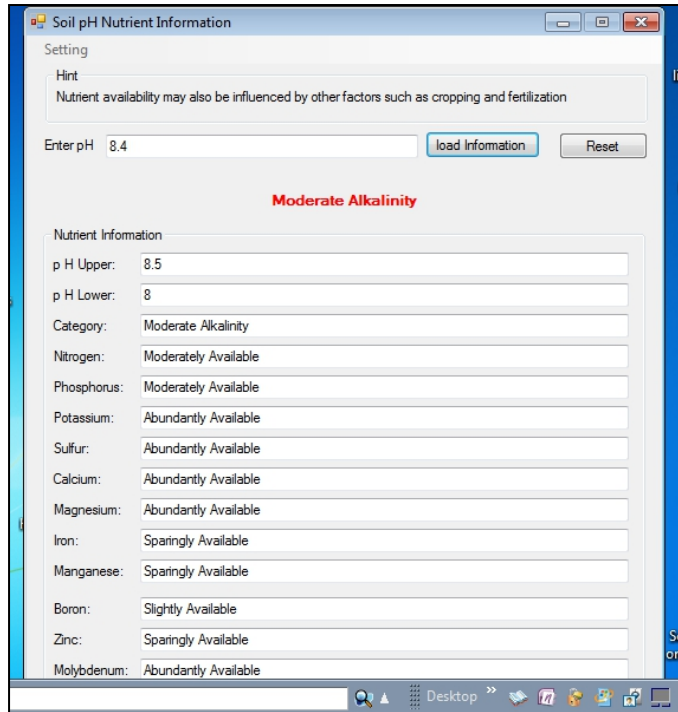 Soil pH Nutrient Information
Setting
Hint
Nutrient availability may also be influenced by other factors such as cropping and fertilization
Enter pH 8.4 load Information Reset
Moderate Alkalinity
Nutrient Information
p H Upper: 8.5
p H Lower: 8
Category: Moderate Alkalinity
Nitrogen: Moderately Available
Phosphorus: Moderately Available
Potassium: Abundantly Available
Sulfur: Abundantly Available
Calcium: Abundantly Available
Magnesium: Abundantly Available
Iron: Sparingly Available
Manganese: Sparingly Available
Boron: Slightly Available
Zinc: Sparingly Available
Molybdenum: Abundantly Available
Desktop